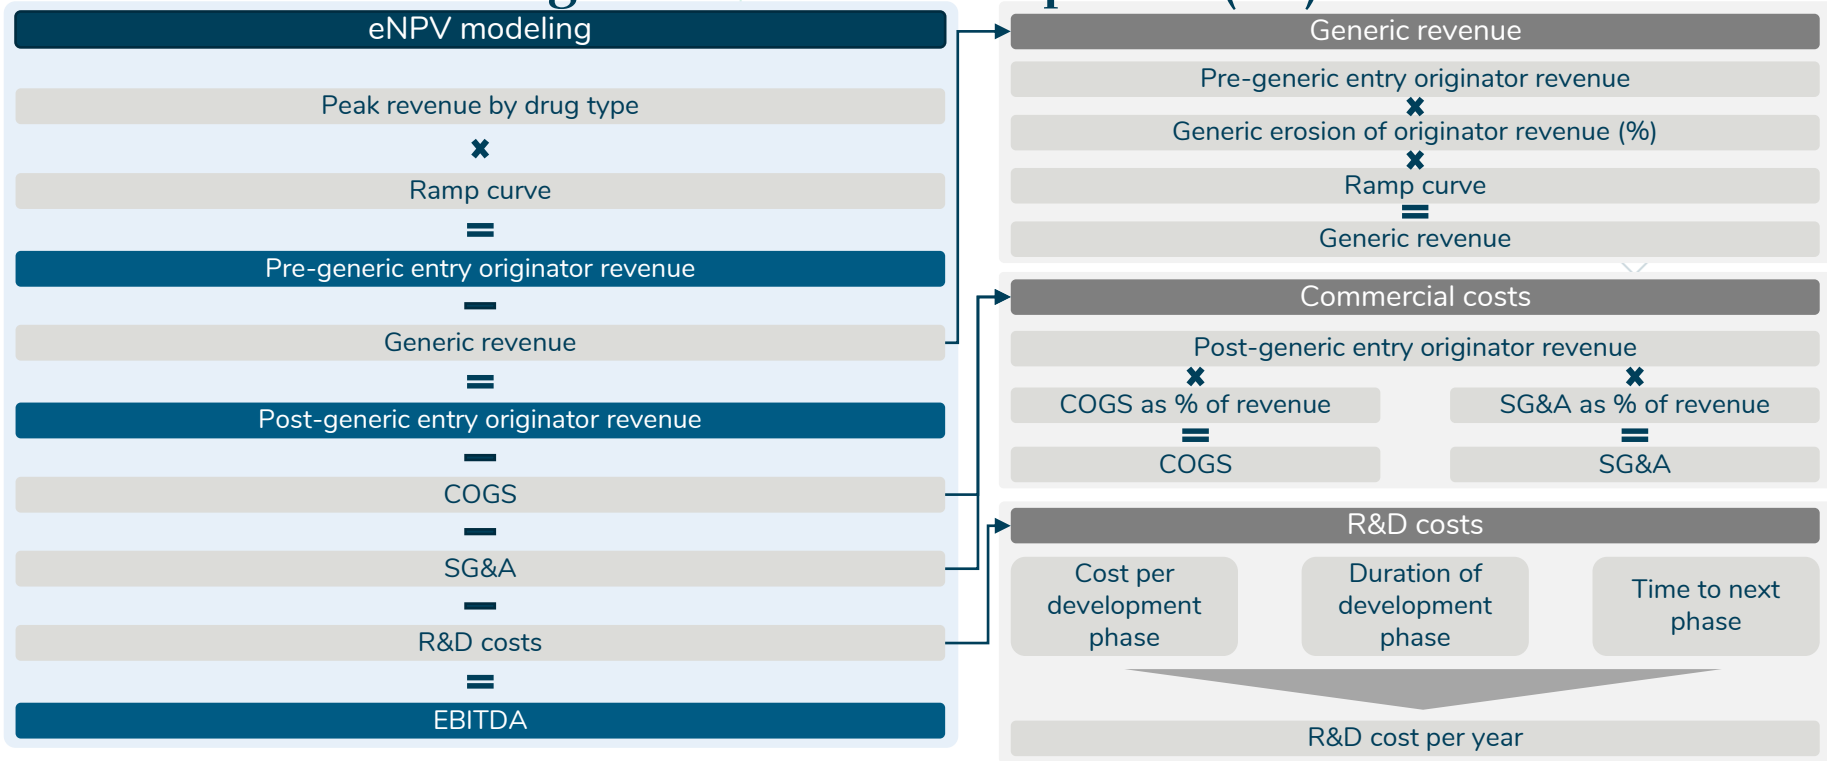 eNPV modeling
Peak revenue by drug type
×
Ramp curve
=
Pre-generic entry originator revenue
–
Generic revenue
=
Post-generic entry originator revenue
–
COGS
–
SG&A
–
R&D costs
=
EBITDA
Generic revenue
Pre-generic entry originator revenue
×
Generic erosion of originator revenue (%)
×
Ramp curve
=
Generic revenue
Commercial costs
Post-generic entry originator revenue
× ×
COGS as % of revenue
SG&A as % of revenue
= =
COGS
SG&A
R&D costs
Cost per
development
phase
Duration of
development
phase
Time to next
phase
R&D cost per year